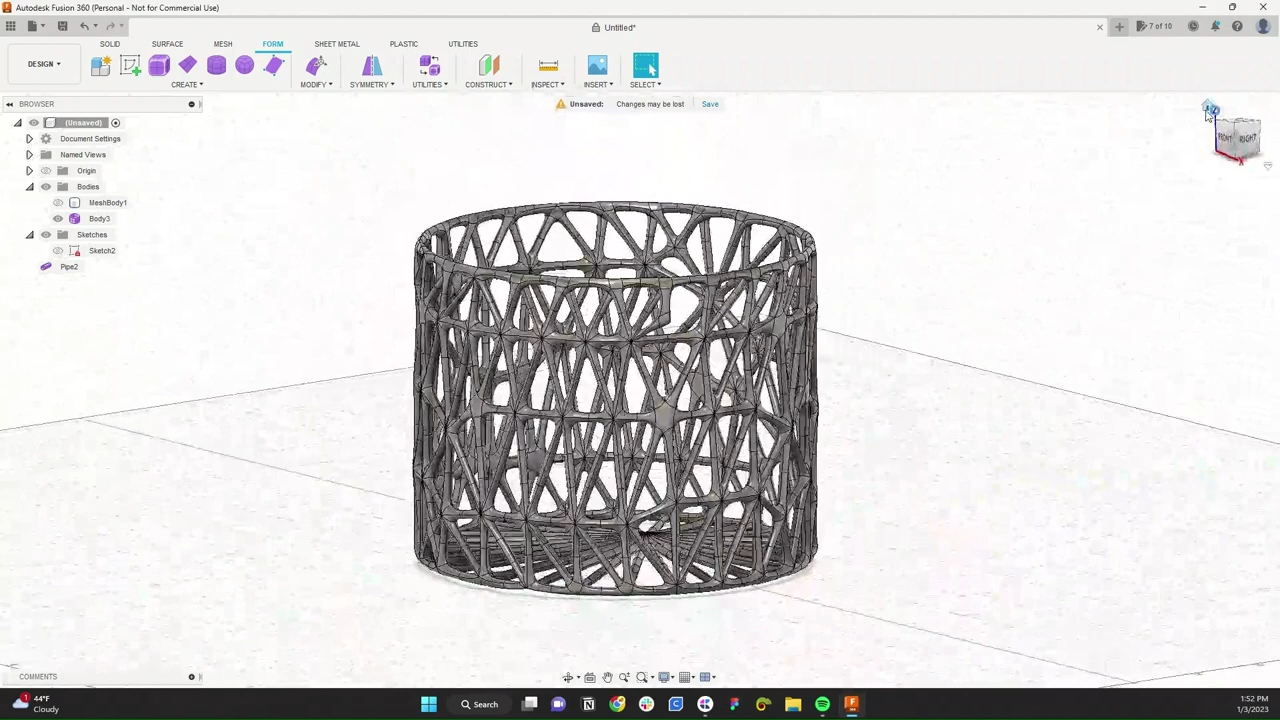 Autodesk Fusion 360 (Personal - Not for Commercial Use)
Untitled*
7 of 10
DESIGN
SOLID SURFACE MESH FORM SHEET METAL PLASTIC UTILITIES
CREATE MODIFY SYMMETRY UTILITIES CONSTRUCT INSPECT INSERT SELECT
BROWSER
Unsaved: Changes may be lost Save
(Unsaved)
Document Settings
Named Views
Origin
Bodies
MeshBody1
Body3
Sketches
Sketch2
Pipe2
FRONT RIGHT
Z
X
COMMENTS
1
44°F
Cloudy
Search
1:52 PM
1/3/2023